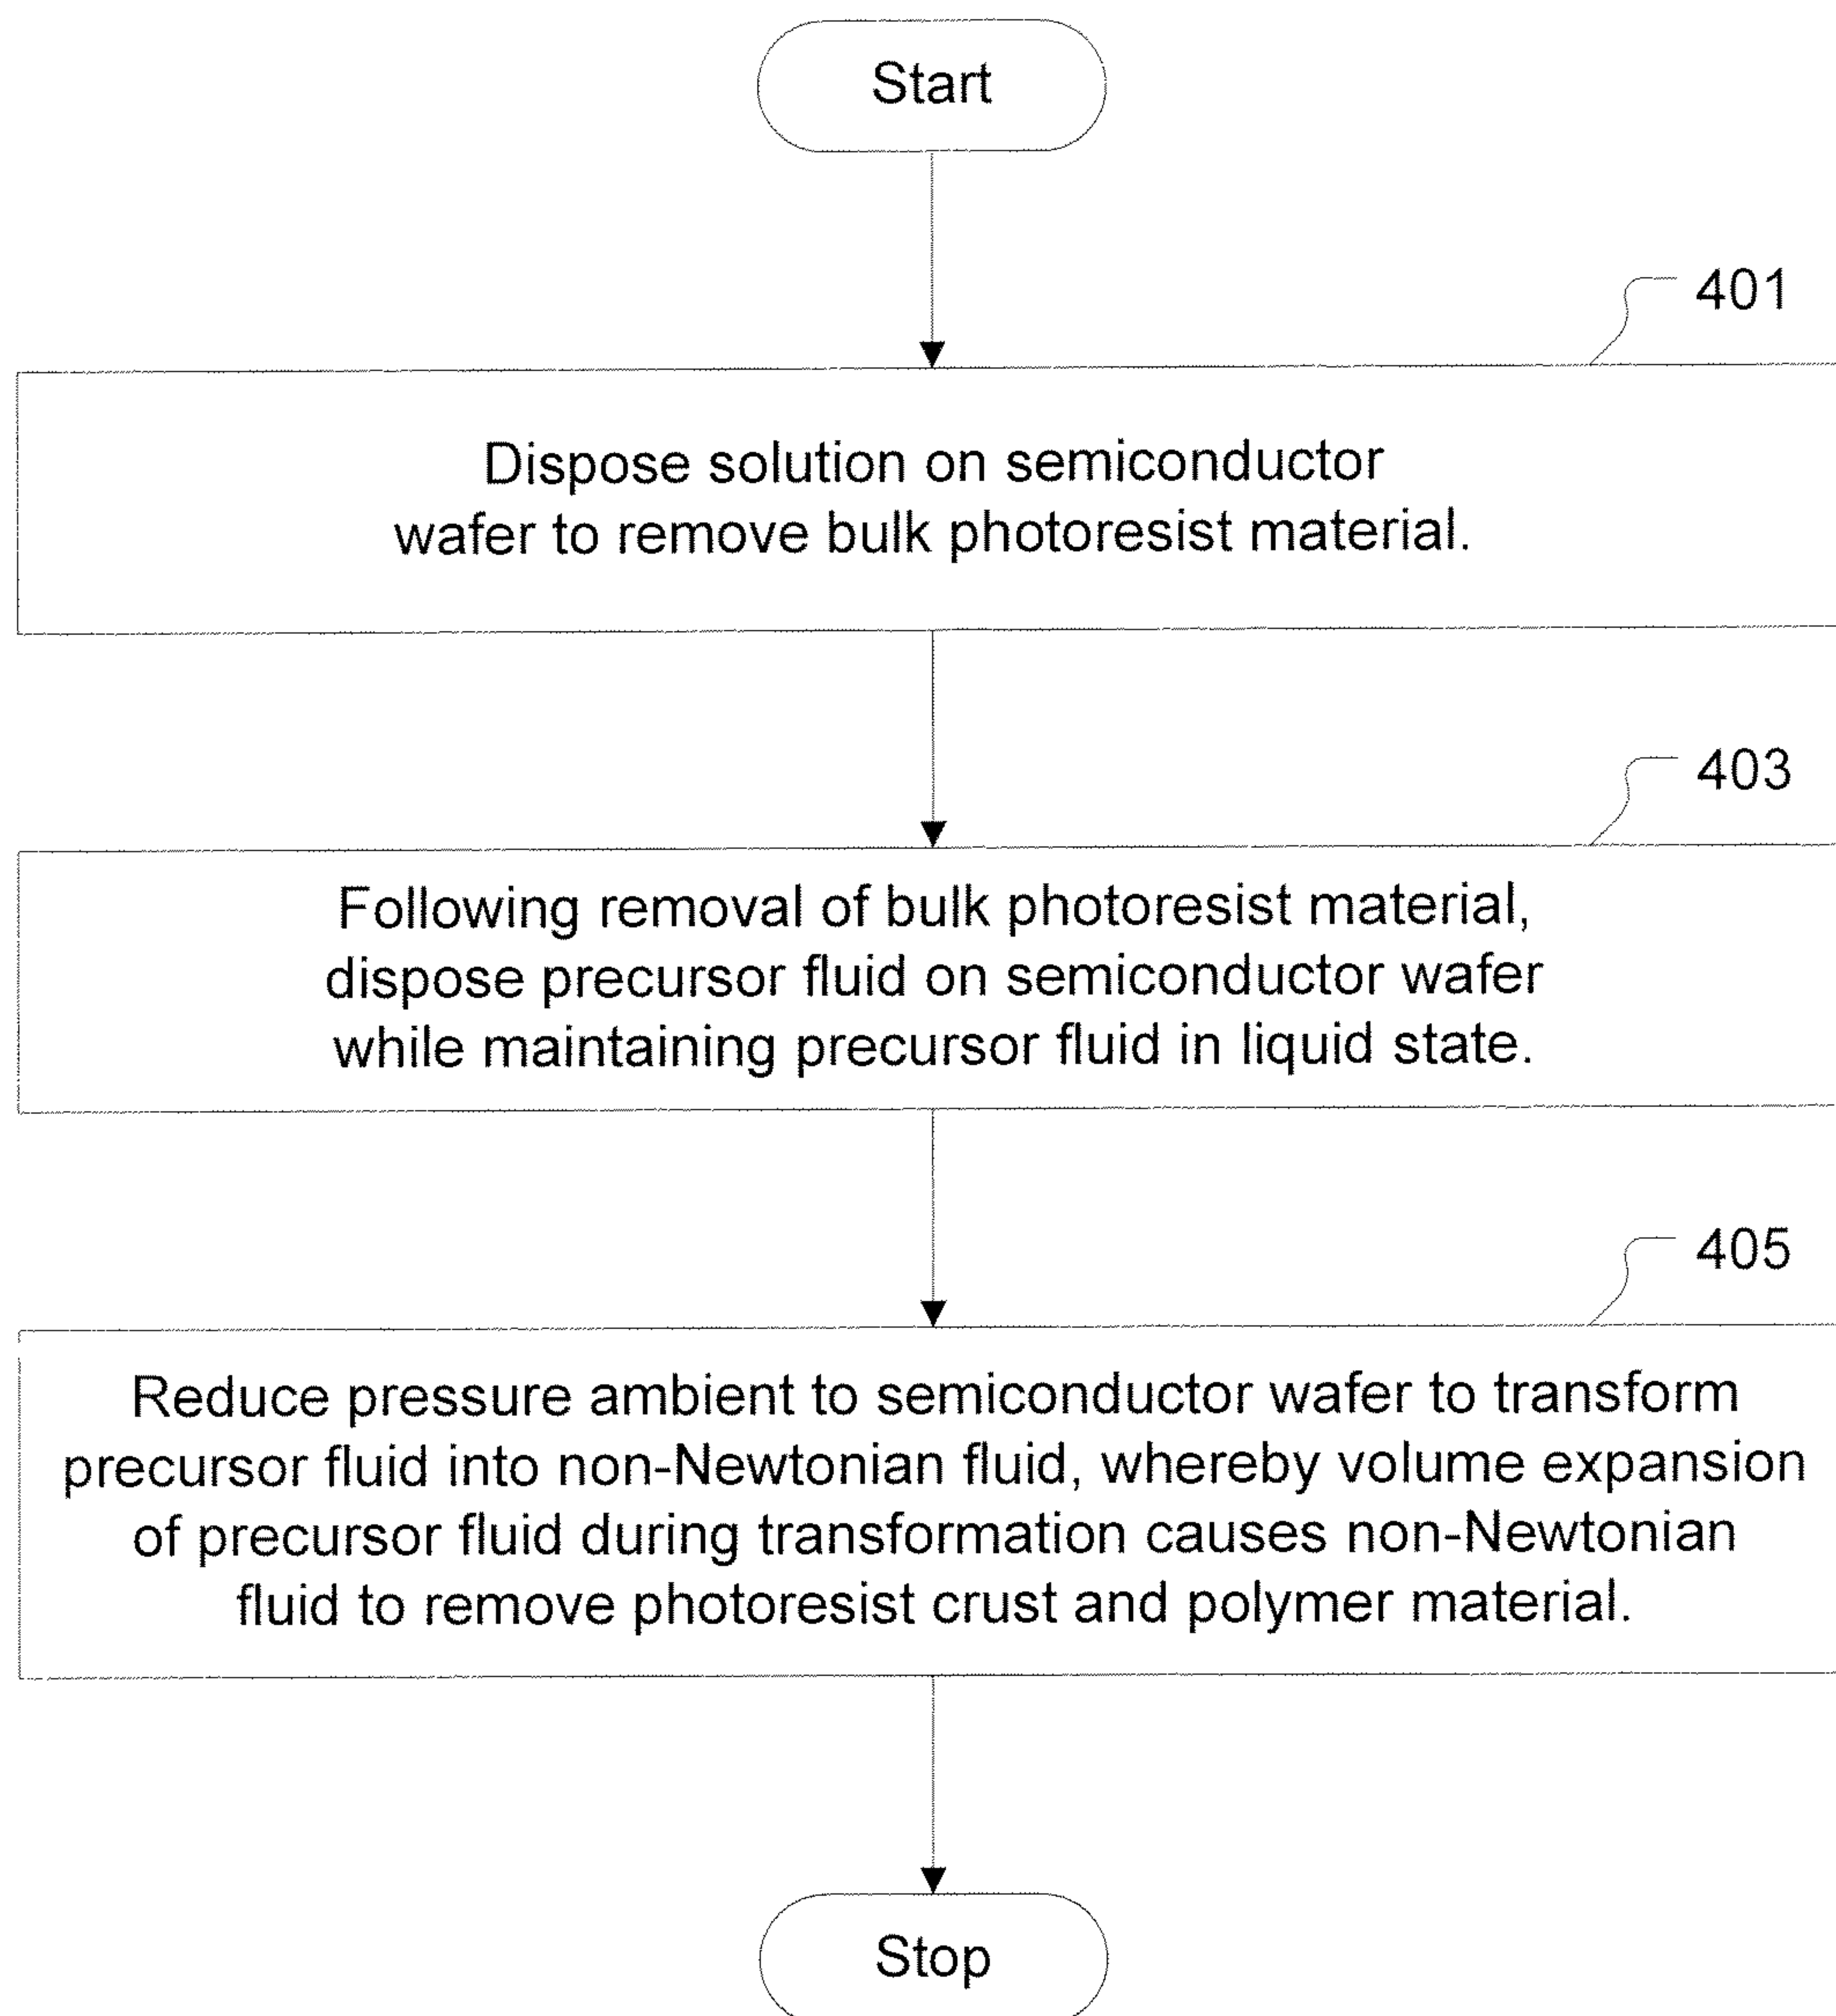 Start
401
Dispose solution on semiconductor
wafer to remove bulk photoresist material.
403
Following removal of bulk photoresist material,
dispose precursor fluid on semiconductor wafer
while maintaining precursor fluid in liquid state.
405
Reduce pressure ambient to semiconductor wafer to transform
precursor fluid into non-Newtonian fluid, whereby volume expansion
of precursor fluid during transformation causes non-Newtonian
fluid to remove photoresist crust and polymer material.
Stop